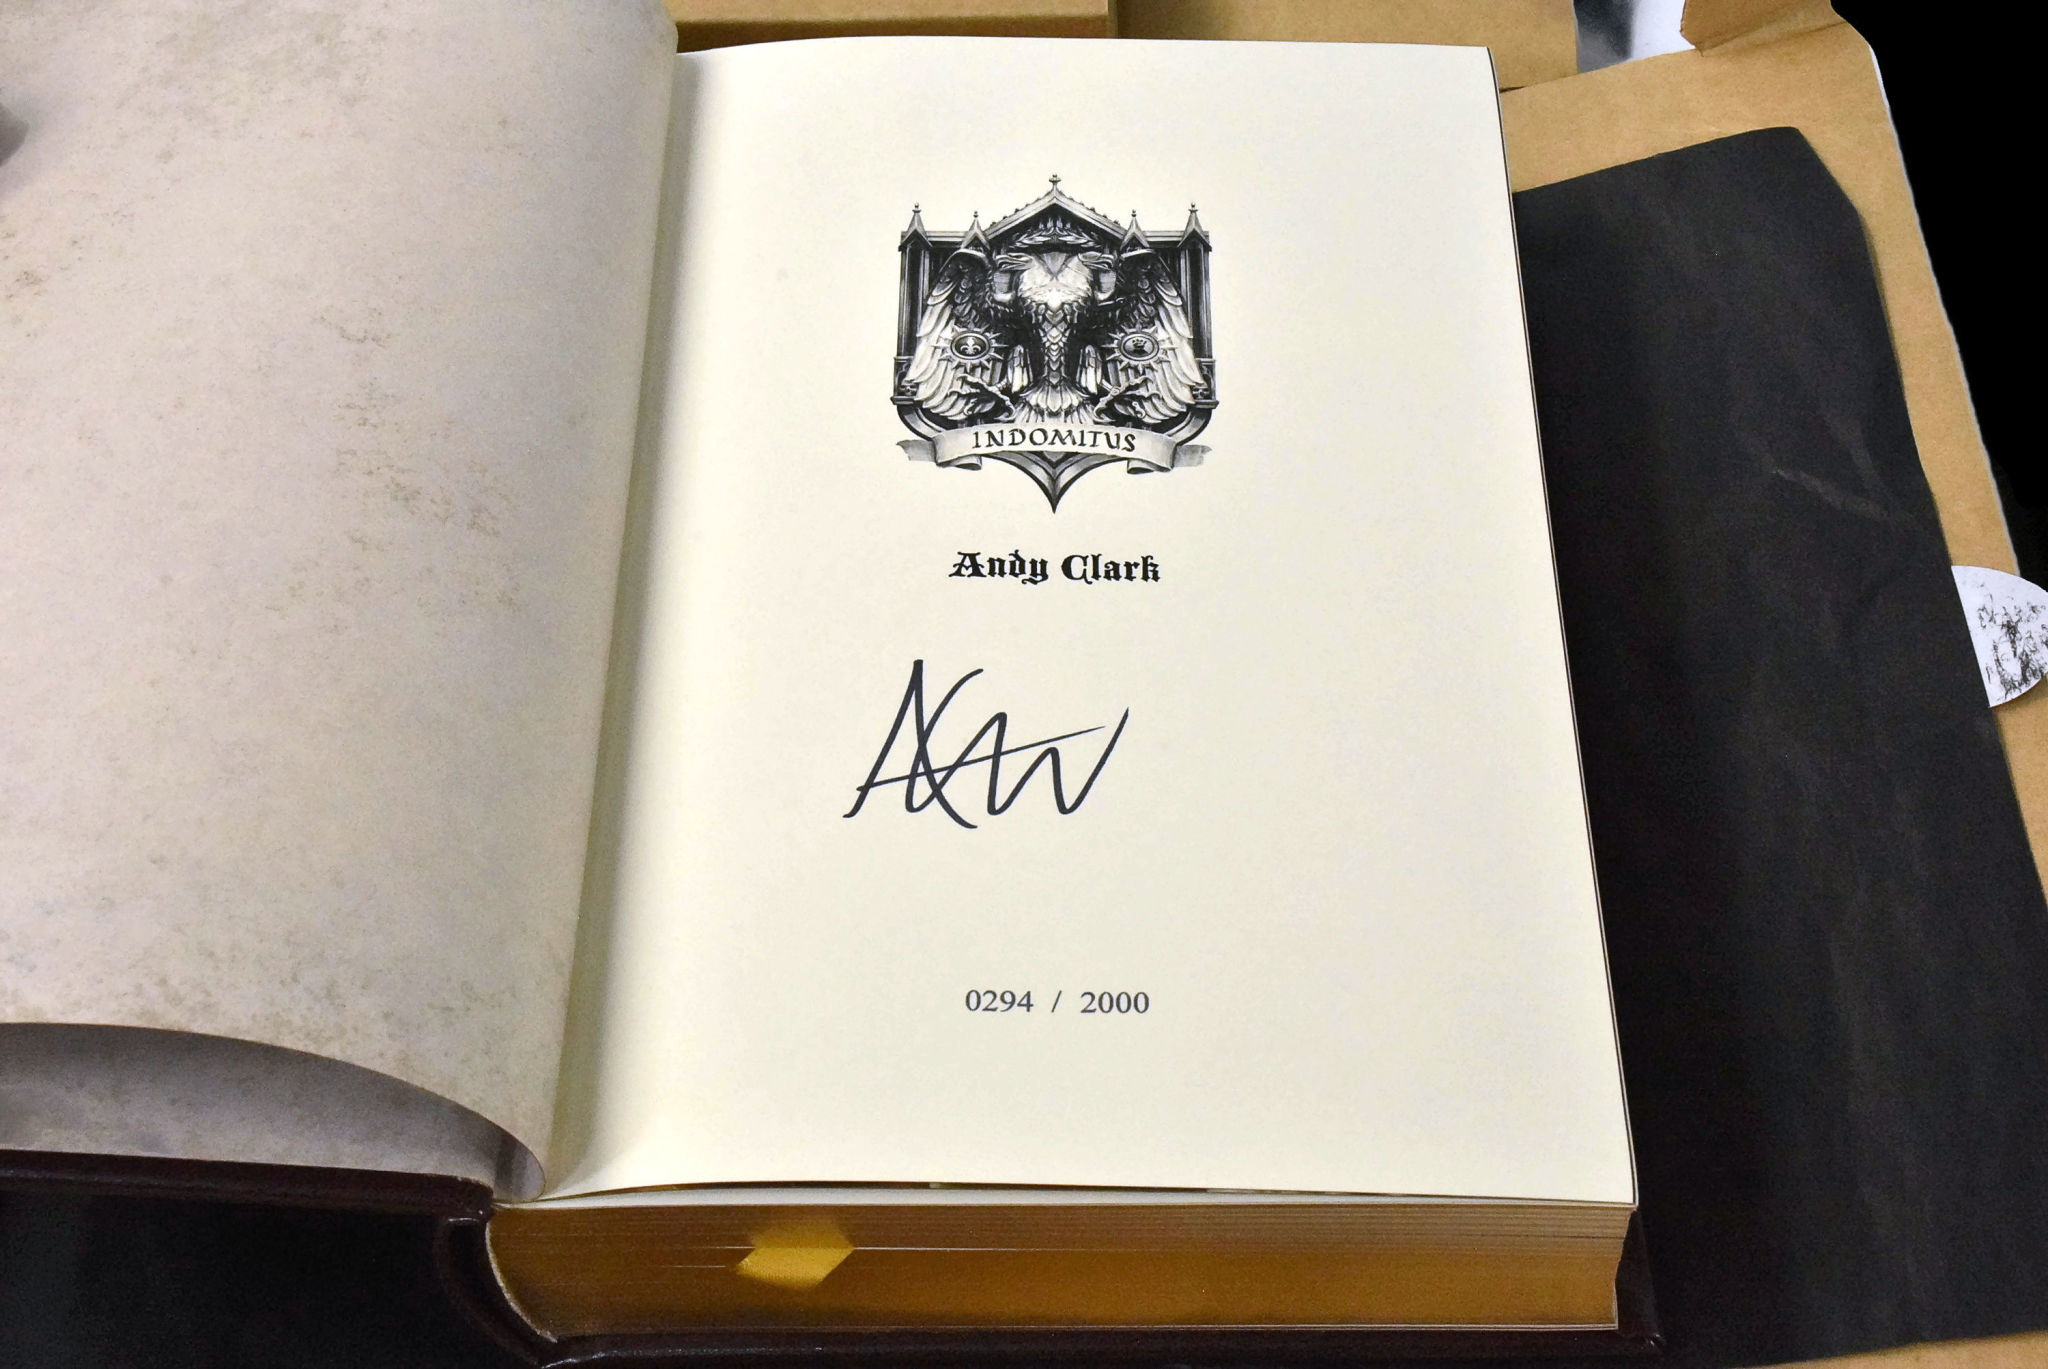 INDOMITUS
Andy Clark
0294 / 2000